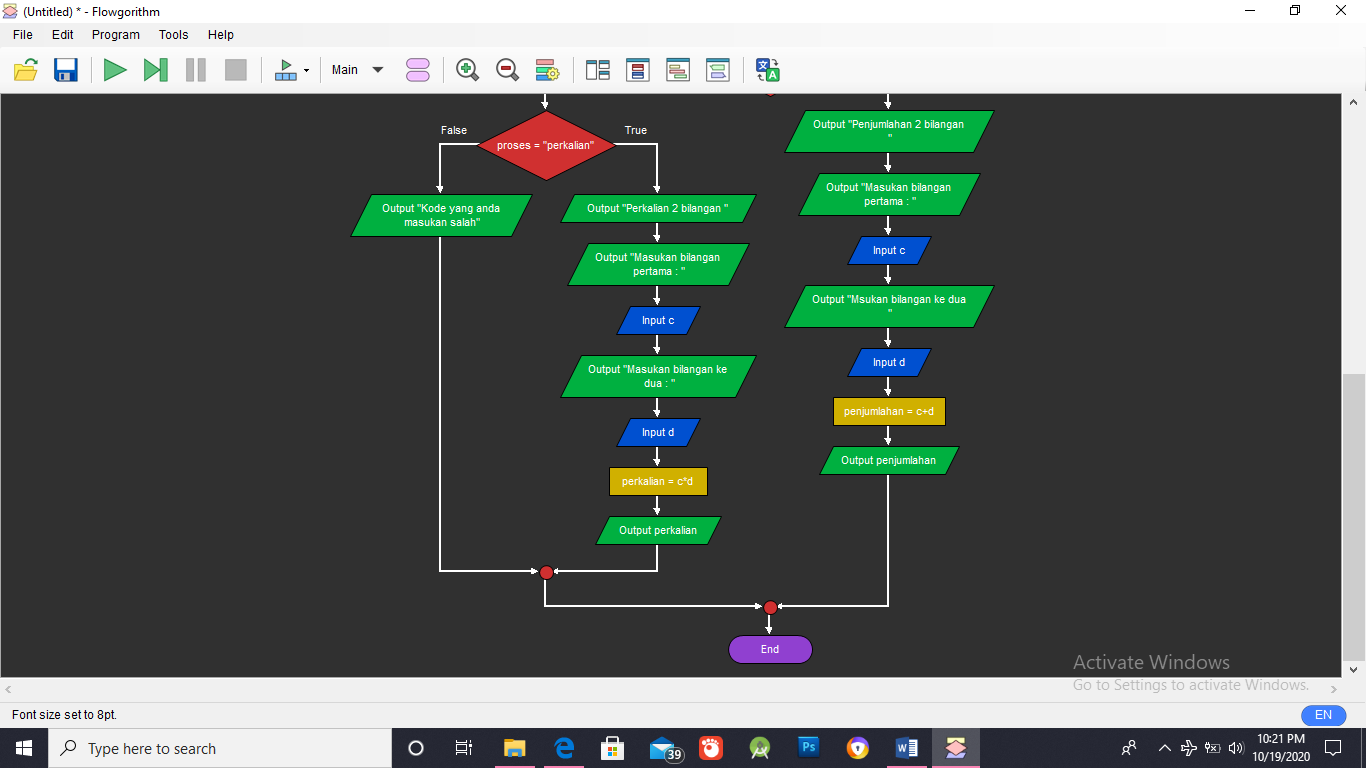 (Untitled) * - Flowgorithm
File Edit Program Tools Help
Main
False
True
proses = "perkalian"
Output "Kode yang anda
masukan salah"
Output "Perkalian 2 bilangan "
Output "Masukan bilangan
pertama : "
Input c
Output "Masukan bilangan ke
dua : "
Input d
perkalian = c*d
Output perkalian
Output "Penjumlahan 2 bilangan
"
Output "Masukan bilangan
pertama : "
Input c
Output "Msukan bilangan ke dua
"
Input d
penjumlahan = c+d
Output penjumlahan
End
Activate Windows
Go to Settings to activate Windows.
Font size set to 8pt.
EN
Type here to search
39
Ps
10:21 PM
10/19/2020